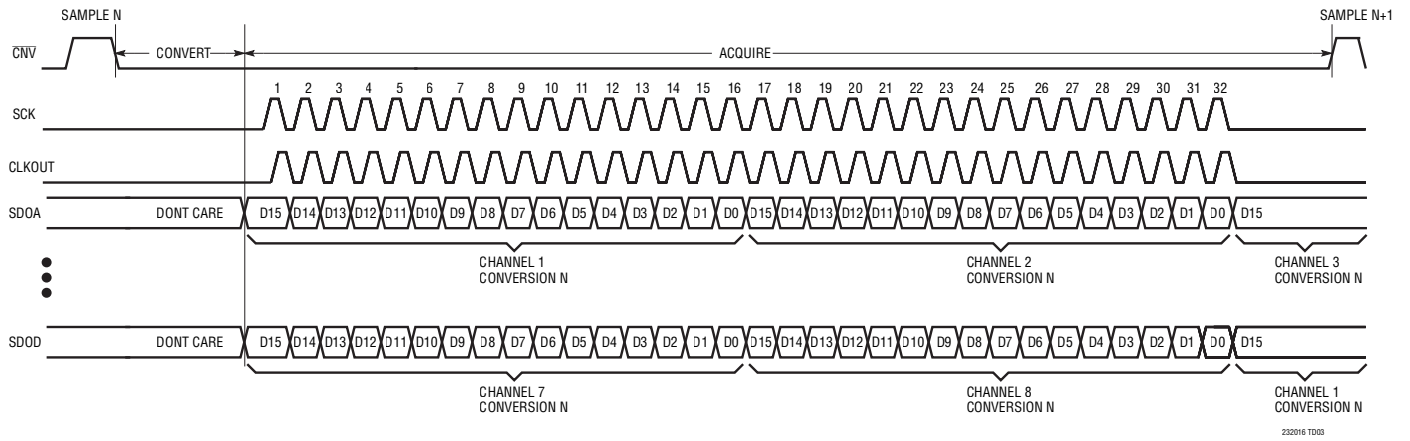 SAMPLE N
SAMPLE N+1
CNV
CONVERT
ACQUIRE
1 2 3 4 5 6 7 8 9 10 11 12 13 14 15 16 17 18 19 20 21 22 23 24 25 26 27 28 29 30 31 32
SCK
CLKOUT
SDOA DONT CARE D15 D14 D13 D12 D11 D10 D9 D8 D7 D6 D5 D4 D3 D2 D1 D0 D15 D14 D13 D12 D11 D10 D9 D8 D7 D6 D5 D4 D3 D2 D1 D0 D15
CHANNEL 1
CONVERSION N
CHANNEL 2
CONVERSION N
CHANNEL 3
CONVERSION N
SDOD DONT CARE D15 D14 D13 D12 D11 D10 D9 D8 D7 D6 D5 D4 D3 D2 D1 D0 D15 D14 D13 D12 D11 D10 D9 D8 D7 D6 D5 D4 D3 D2 D1 D0 D15
CHANNEL 7
CONVERSION N
CHANNEL 8
CONVERSION N
CHANNEL 1
CONVERSION N
232016 TD03